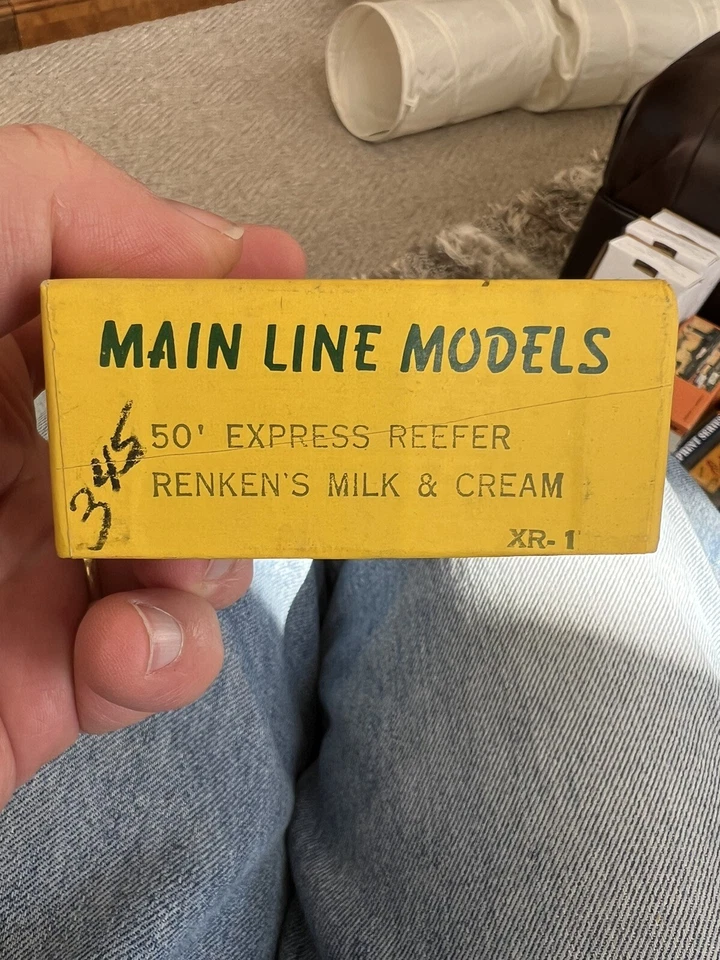 MAIN LINE MODELS
345
50' EXPRESS REEFER
RENKEN'S MILK & CREAM
XR-1